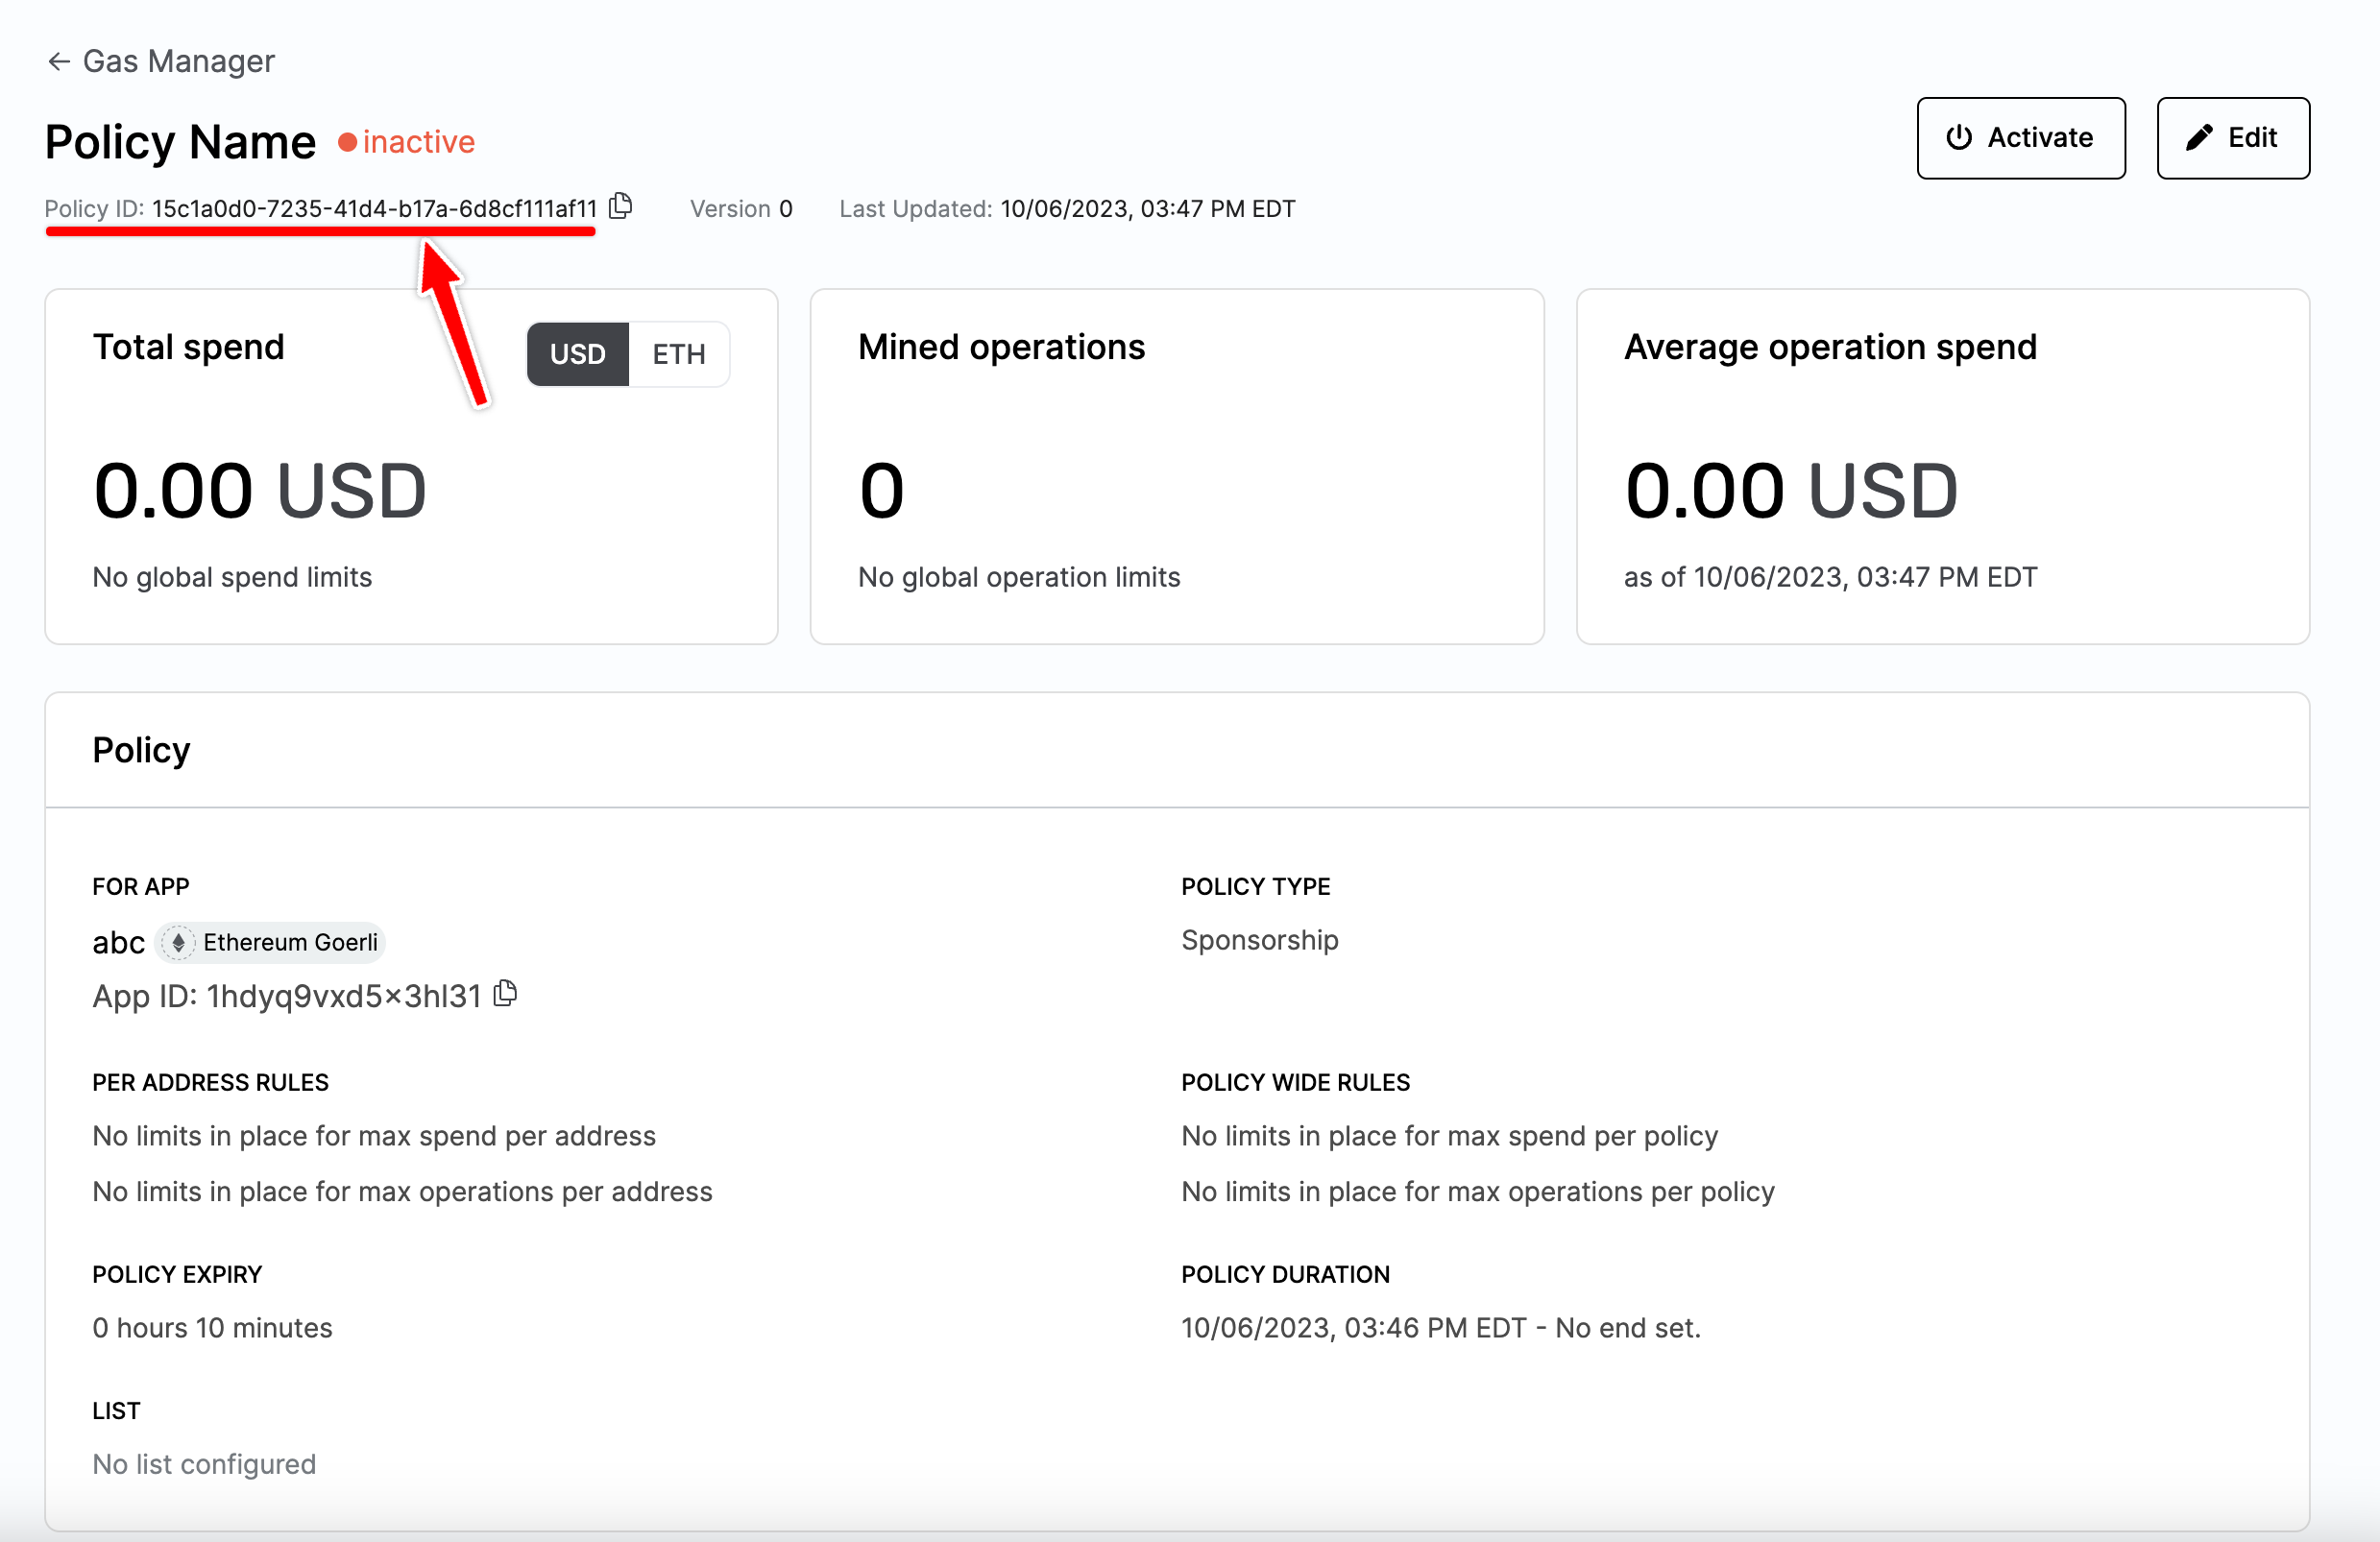 ← Gas Manager
Policy Name inactive
Activate
Edit
Policy ID: 15c1a0d0-7235-41d4-b17a-6d8cf111af11 Version 0 Last Updated: 10/06/2023, 03:47 PM EDT
Total spend
USD ETH
0.00 USD
No global spend limits
Mined operations
0
No global operation limits
Average operation spend
0.00 USD
as of 10/06/2023, 03:47 PM EDT
Policy
FOR APP
abc Ethereum Goerli
App ID: 1hdyq9vxd5x3hl31
POLICY TYPE
Sponsorship
PER ADDRESS RULES
No limits in place for max spend per address
No limits in place for max operations per address
POLICY WIDE RULES
No limits in place for max spend per policy
No limits in place for max operations per policy
POLICY EXPIRY
0 hours 10 minutes
POLICY DURATION
10/06/2023, 03:46 PM EDT - No end set.
LIST
No list configured